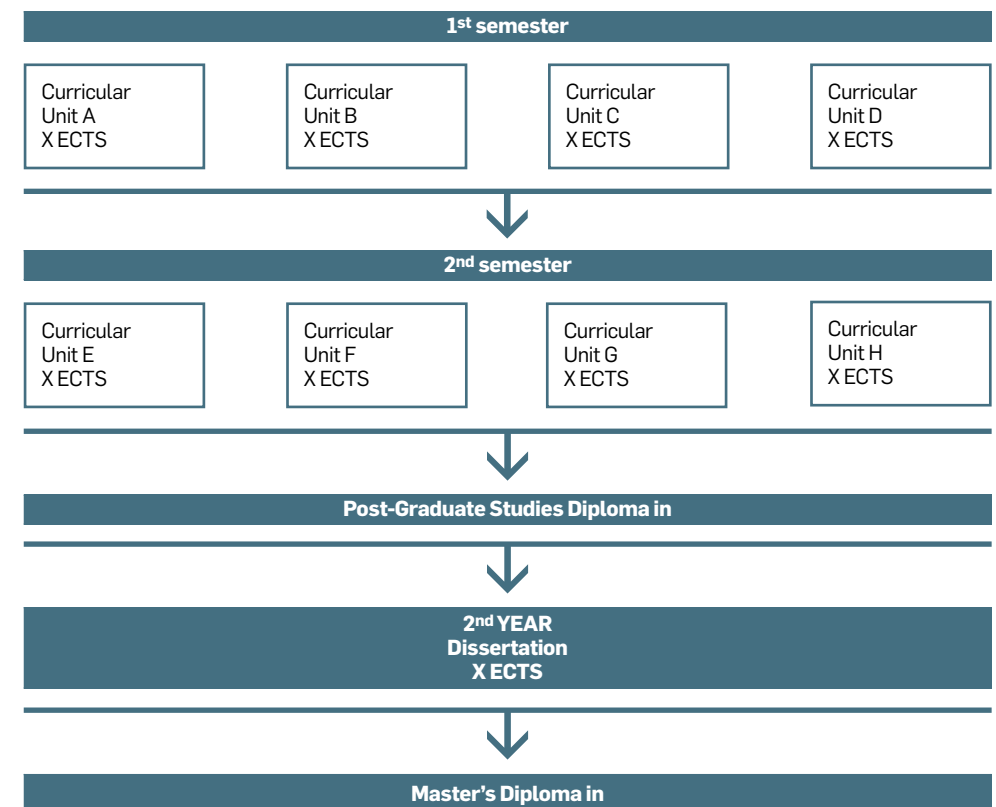 1st semester
Curricular
Unit A
X ECTS
Curricular
Unit B
X ECTS
Curricular
Unit C
X ECTS
Curricular
Unit D
X ECTS
2nd semester
Curricular
Unit E
X ECTS
Curricular
Unit F
X ECTS
Curricular
Unit G
X ECTS
Curricular
Unit H
X ECTS
Post-Graduate Studies Diploma in
2nd YEAR
Dissertation
X ECTS
Master's Diploma in